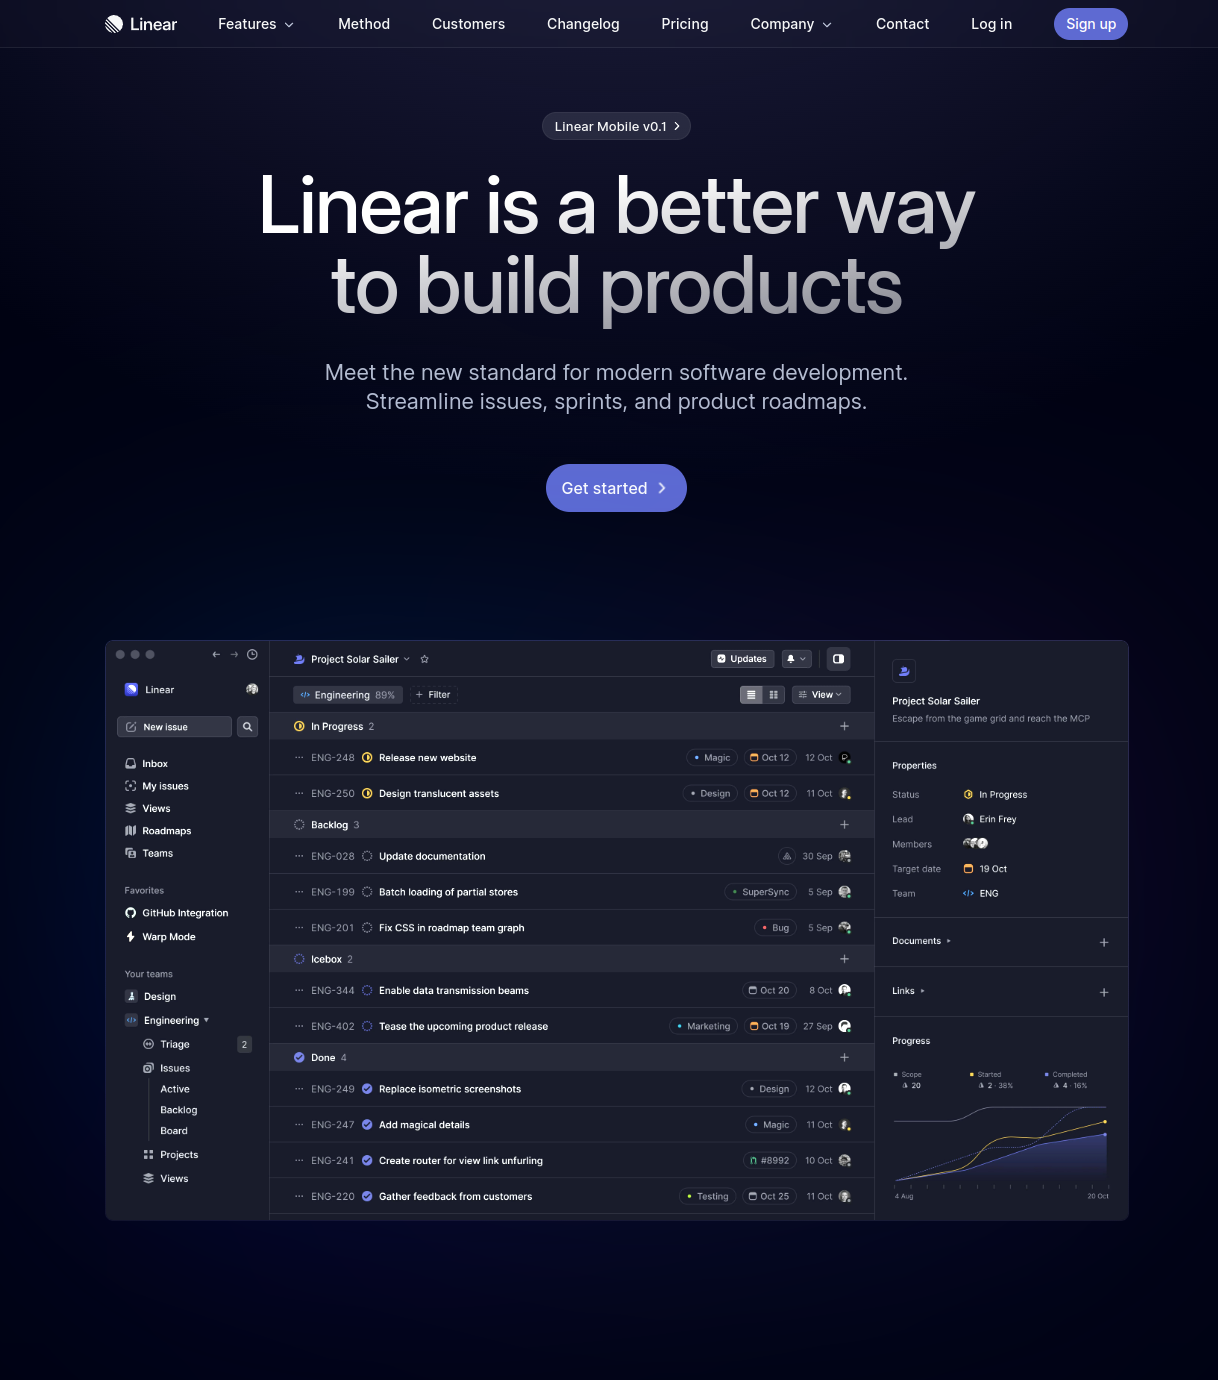 Linear
Features
Method
Customers
Changelog
Pricing
Company
Contact
Log in
Sign up
Linear Mobile v0.1
Linear is a better way
to build products
Meet the new standard for modern software development.
Streamline issues, sprints, and product roadmaps.
Get started
Linear
New issue
Inbox
My issues
Views
Roadmaps
Teams
Favorites
GitHub Integration
Warp Mode
Your teams
Design
Engineering
Triage 2
Issues
Active
Backlog
Board
Projects
Views
Project Solar Sailer
Updates
Engineering 89%
Filter
View
In Progress 2
ENG-248 Release new website Magic Oct 12 12 Oct
ENG-250 Design translucent assets Design Oct 12 11 Oct
Backlog 3
ENG-028 Update documentation 30 Sep
ENG-199 Batch loading of partial stores SuperSync 5 Sep
ENG-201 Fix CSS in roadmap team graph Bug 5 Sep
Icebox 2
ENG-344 Enable data transmission beams Oct 20 8 Oct
ENG-402 Tease the upcoming product release Marketing Oct 19 27 Sep
Done 4
ENG-249 Replace isometric screenshots Design 12 Oct
ENG-247 Add magical details Magic 11 Oct
ENG-241 Create router for view link unfurling #8992 10 Oct
ENG-220 Gather feedback from customers Testing Oct 25 11 Oct
Project Solar Sailer
Escape from the game grid and reach the MCP
Properties
Status In Progress
Lead Erin Frey
Members
Target date 19 Oct
Team ENG
Documents
Links
Progress
Scope Started Completed
20 2 · 38% 4 · 16%
4 Aug 20 Oct